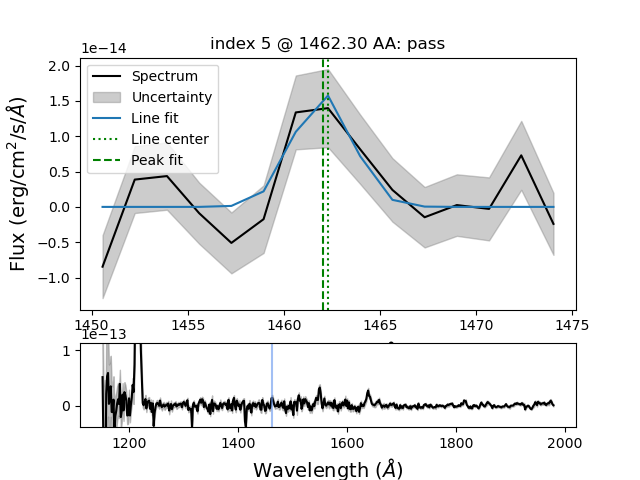 index 5 @ 1462.30 AA: pass
1e−14
Flux (erg/cm²/s/Å)
2.0
1.5
1.0
0.5
0.0
−0.5
−1.0
Spectrum
Uncertainty
Line fit
Line center
Peak fit
1450 1455 1460 1465 1470 1475
1e−13
1
0
1200 1400 1600 1800 2000
Wavelength (Å)